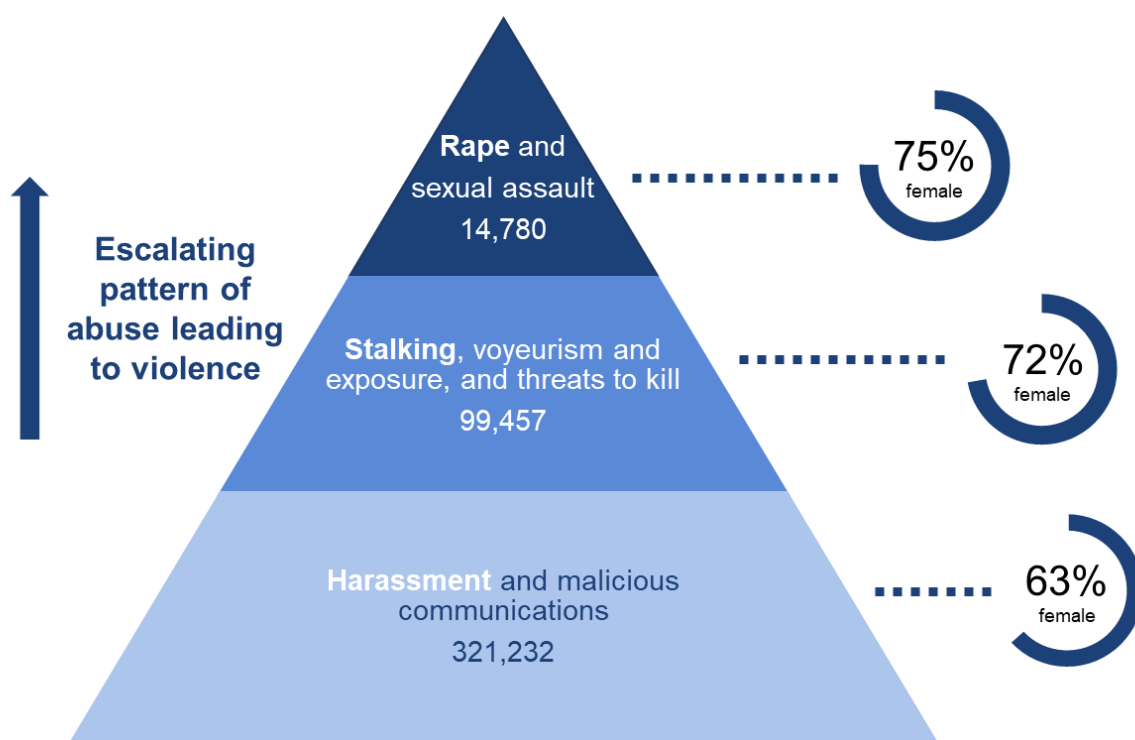 Rape and
sexual assault
14,780
75%
female
Escalating
pattern of
abuse leading
to violence
Stalking, voyeurism and
exposure, and threats to kill
99,457
72%
female
Harassment and malicious
communications
321,232
63%
female